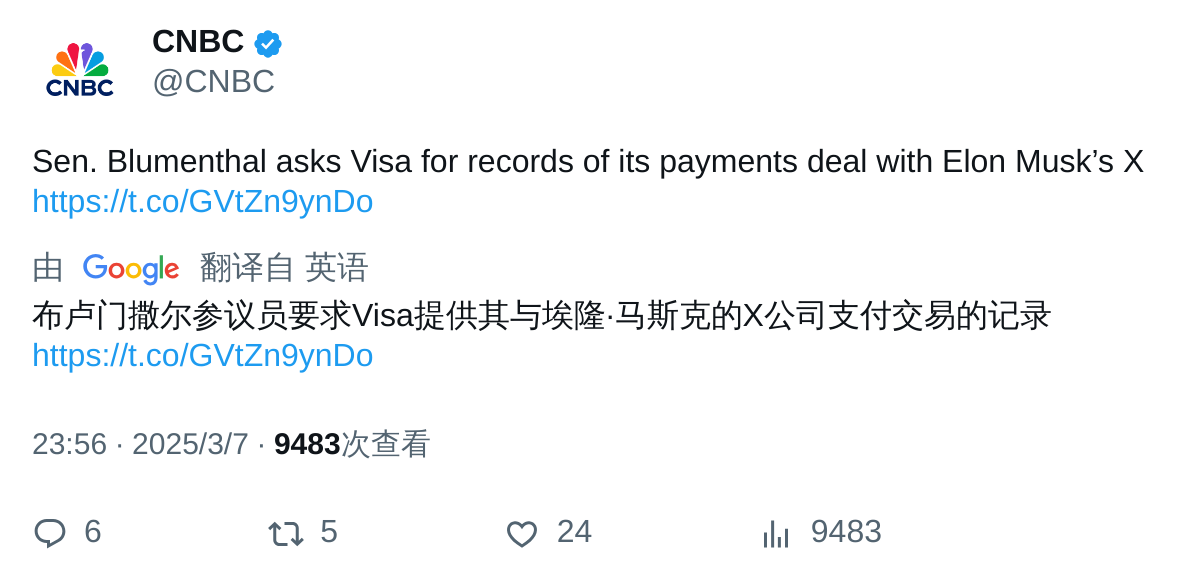 CNBC
CNBC
@CNBC
Sen. Blumenthal asks Visa for records of its payments deal with Elon Musk’s X
https://t.co/GVtZn9ynDo
由 Google 翻译自 英语
布卢门撒尔参议员要求Visa提供其与埃隆·马斯克的X公司支付交易的记录
https://t.co/GVtZn9ynDo
23:56 · 2025/3/7 · 9483次查看
6 5 24 9483